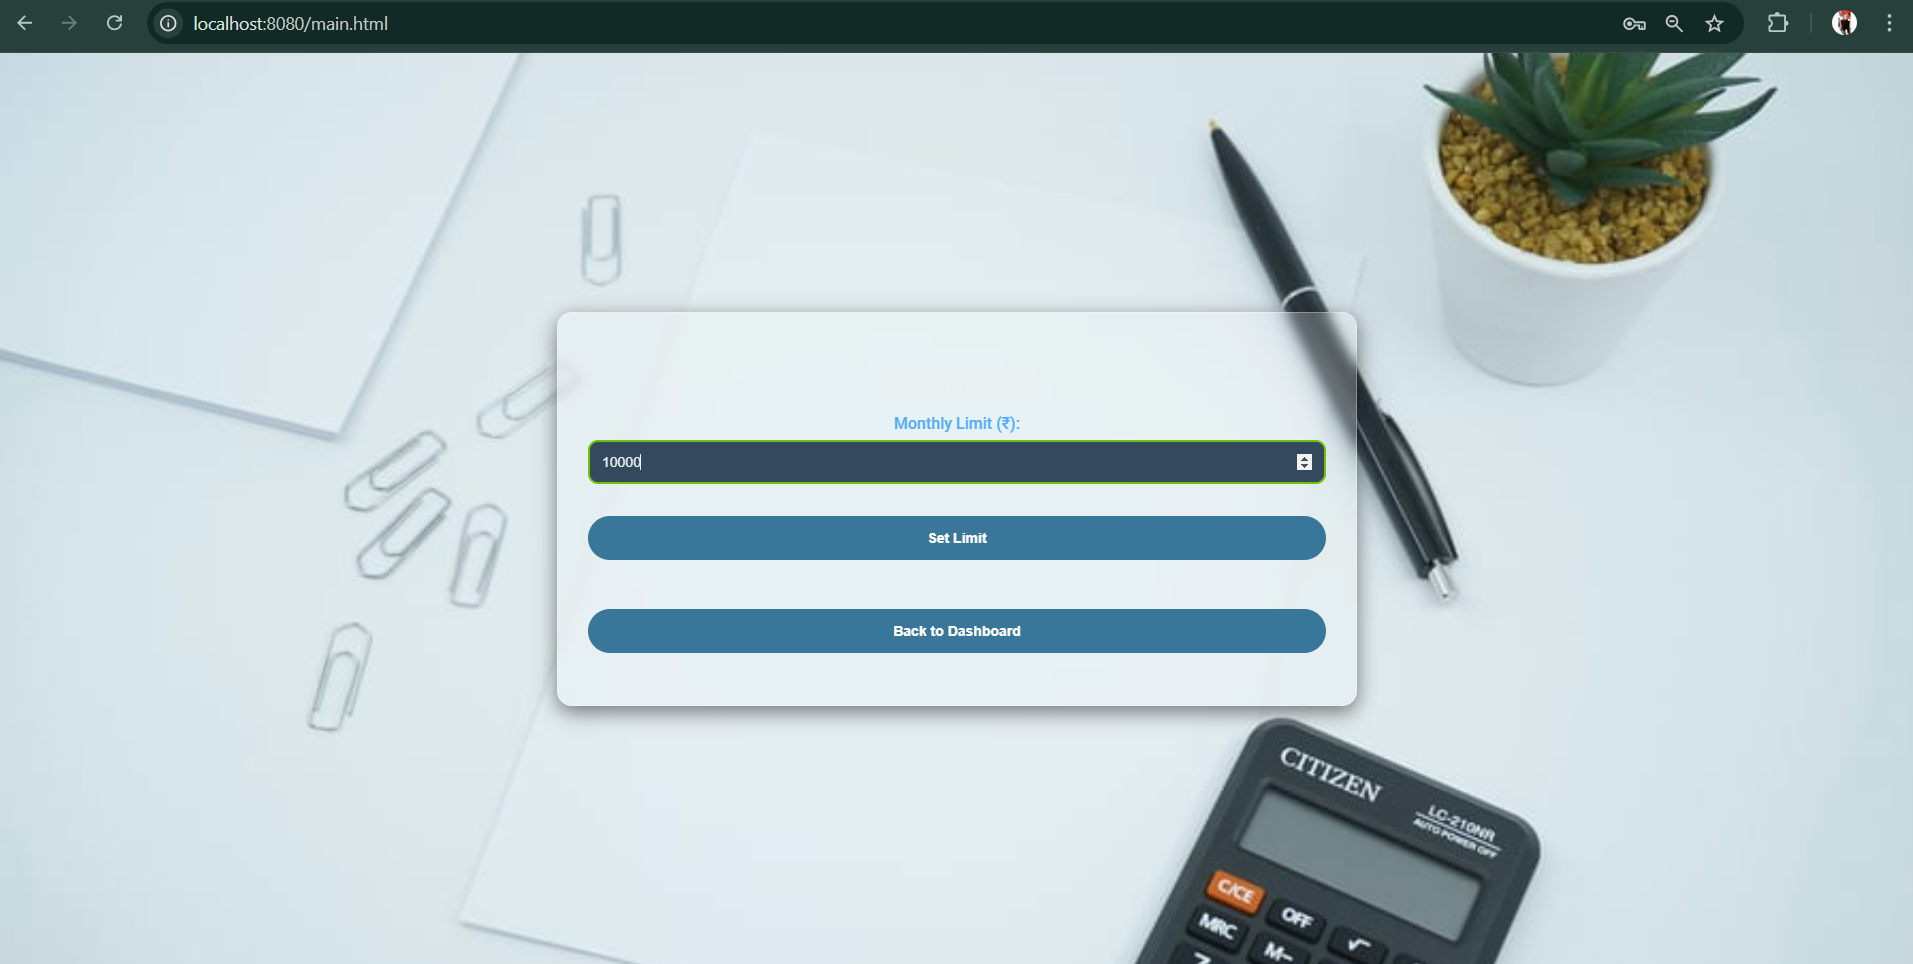 localhost:8080/main.html
Monthly Limit (₹):
10000
Set Limit
Back to Dashboard
CITIZEN
LC-210NR
AUTO POWER OFF
C/CE
OFF
√
MRC
M−
7